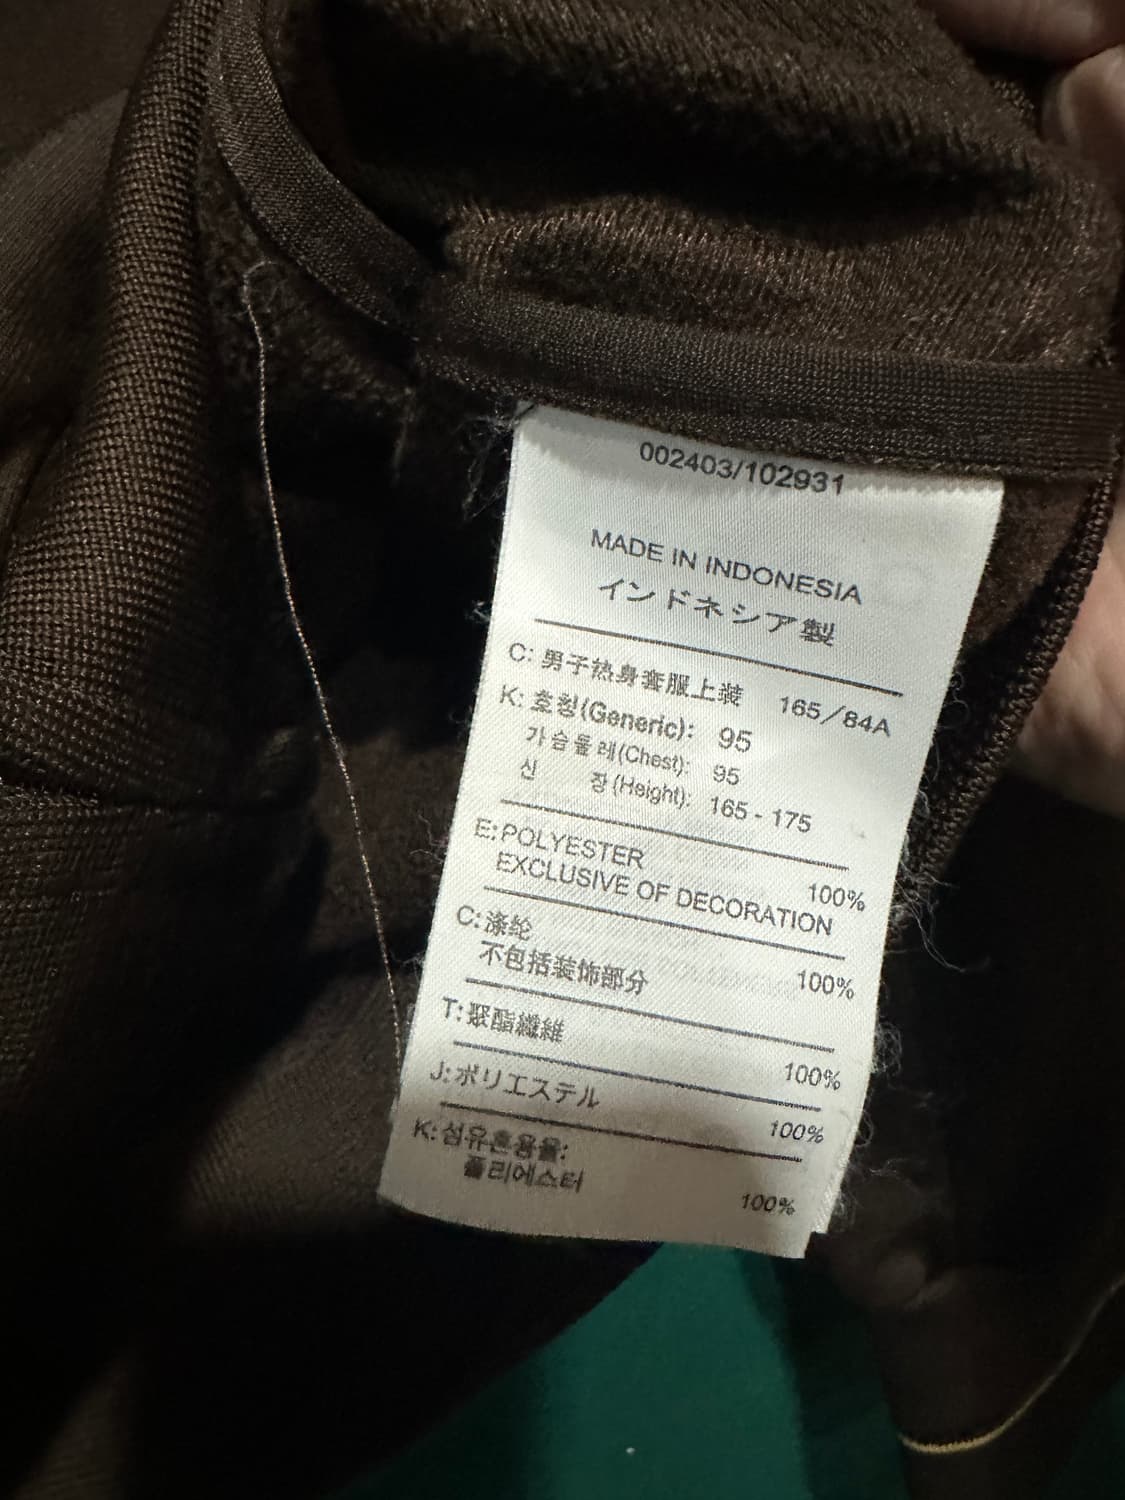 002403/102931
MADE IN INDONESIA
インドネシア製
C: 男子热身套服上装 165/84A
K: 호칭(Generic): 95
가슴둘레(Chest): 95
신 장(Height): 165 - 175
E: POLYESTER 100%
EXCLUSIVE OF DECORATION
C: 涤纶 100%
不包括装饰部分
T: 聚酯纖維 100%
J: ポリエステル 100%
K: 섬유혼용율:
폴리에스터 100%